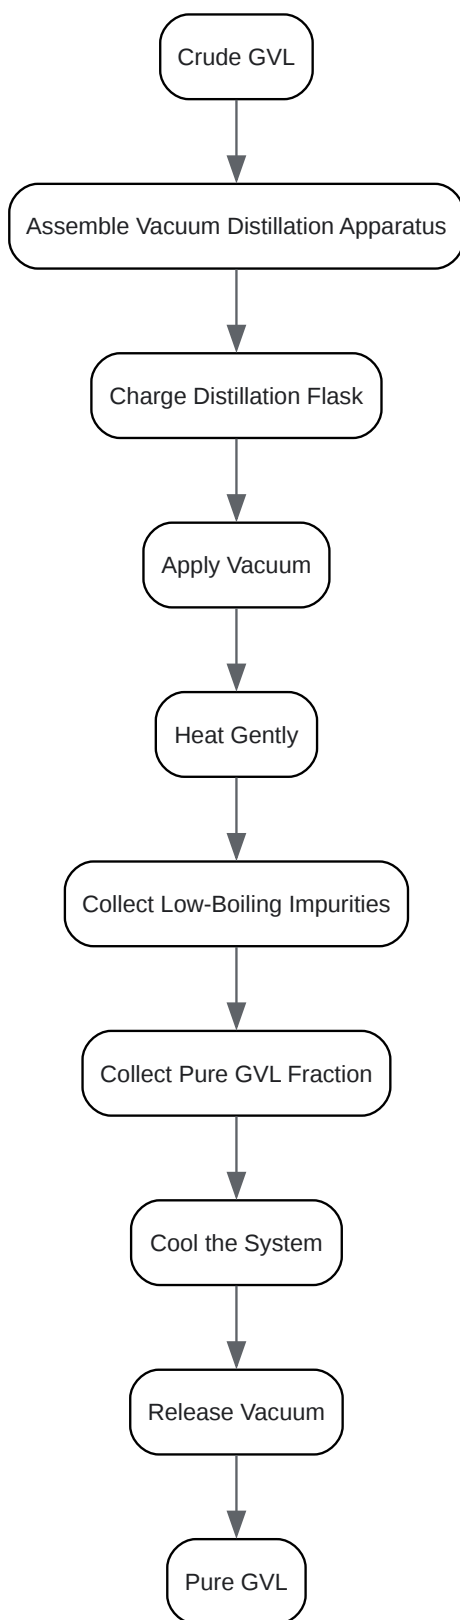 Crude GVL
Assemble Vacuum Distillation Apparatus
Charge Distillation Flask
Apply Vacuum
Heat Gently
Collect Low-Boiling Impurities
Collect Pure GVL Fraction
Cool the System
Release Vacuum
Pure GVL